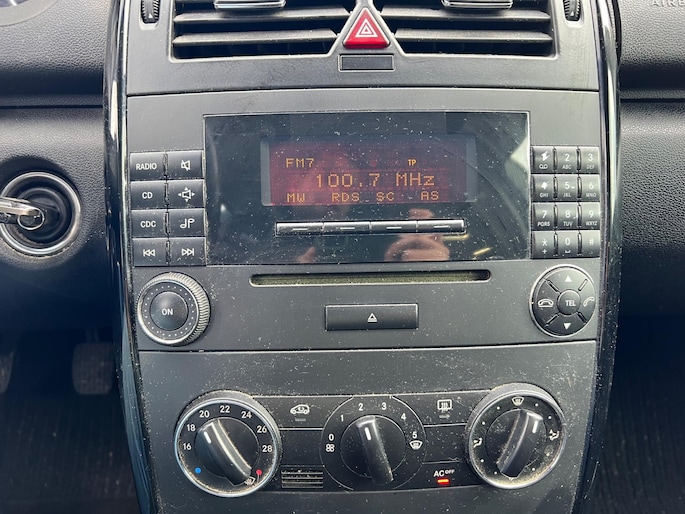 AIRB
FM7 TP
100.7 MHz
MW RDS SC AS
RADIO
CD
CDC
2 ABC 3 DEF
4 GHI 5 JKL 6 MNO
7 PQRS 8 TUV 9 WXYZ
* 0 #
ON
TEL
16 18 20 22 24 26 28
0 1 2 3 4 5
AC OFF